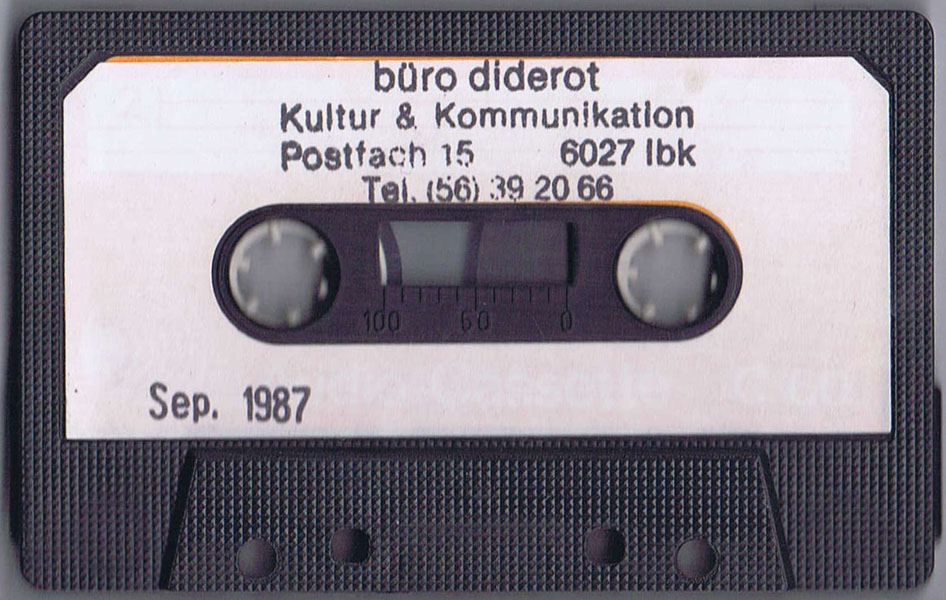 büro diderot
Kultur & Kommunikation
Postfach 15 6027 Ibk
Tel. (56) 39 20 66
100 50 0
Sep. 1987